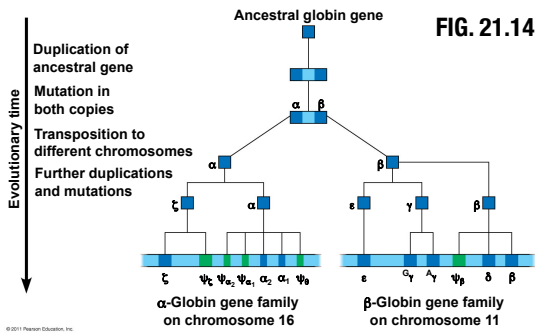 Ancestral globin gene
FIG. 21.14
Evolutionary time
Duplication of
ancestral gene
Mutation in
both copies
Transposition to
different chromosomes
Further duplications
and mutations
α β
α β
ζ α ε γ β
ζ ψζ ψα2 ψα1 α2 α1 ψθ ε Gγ Aγ ψβ δ β
α-Globin gene family
on chromosome 16
β-Globin gene family
on chromosome 11
© 2011 Pearson Education, Inc.